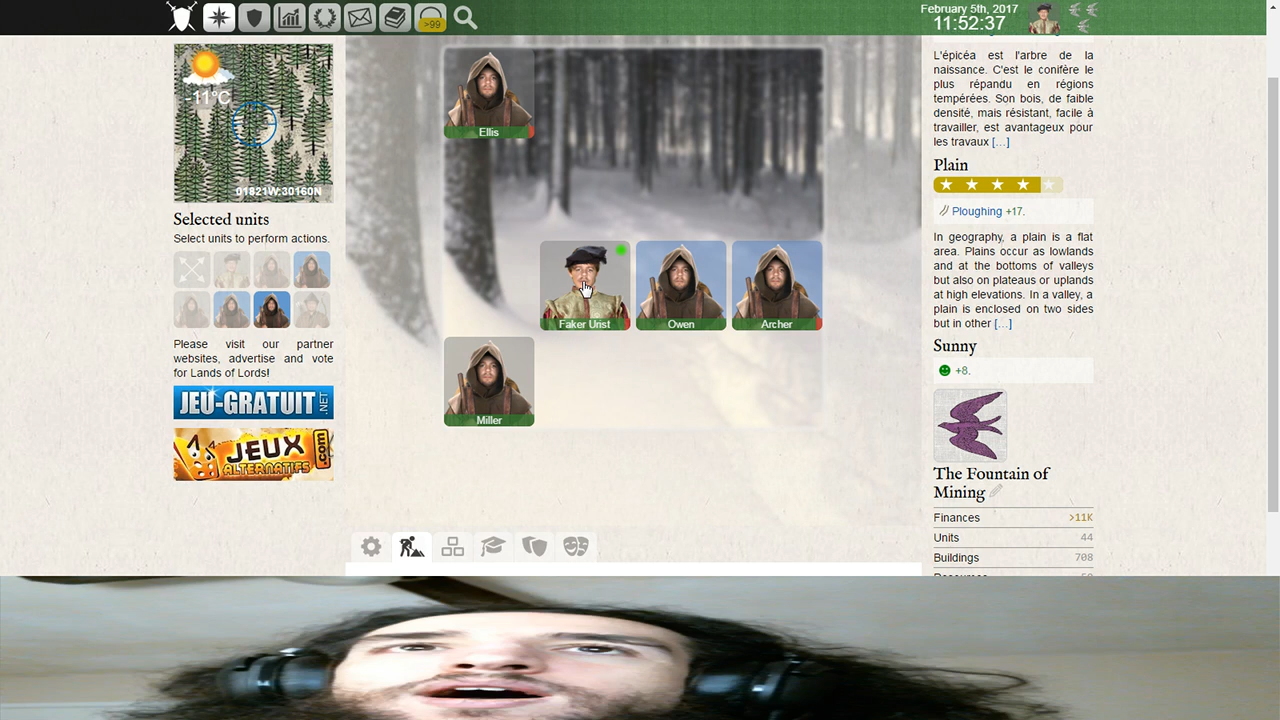 >99
February 5th, 2017
11:52:37
-11°C
01821W.30160N
Selected units
Select units to perform actions.
Please visit our partner
websites, advertise and vote
for Lands of Lords!
JEU-GRATUIT .NET
JEUX
ALTERNATIFS .com
Ellis
Faker Urist
Owen
Archer
Miller
L'épicéa est l'arbre de la
naissance. C'est le conifère le
plus répandu en régions
tempérées. Son bois, de faible
densité, mais résistant, facile à
travailler, est avantageux pour
les travaux [...]
Plain
Ploughing +17.
In geography, a plain is a flat
area. Plains occur as lowlands
and at the bottoms of valleys
but also on plateaus or uplands
at high elevations. In a valley, a
plain is enclosed on two sides
but in other [...]
Sunny
+8.
The Fountain of
Mining
Finances >11K
Units 44
Buildings 708